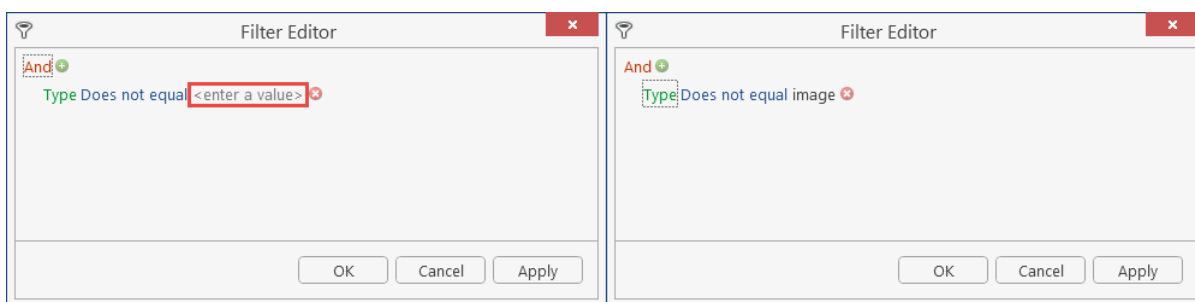 Filter Editor
And
Type Does not equal <enter a value>
OK Cancel Apply
Filter Editor
And
Type Does not equal image
OK Cancel Apply